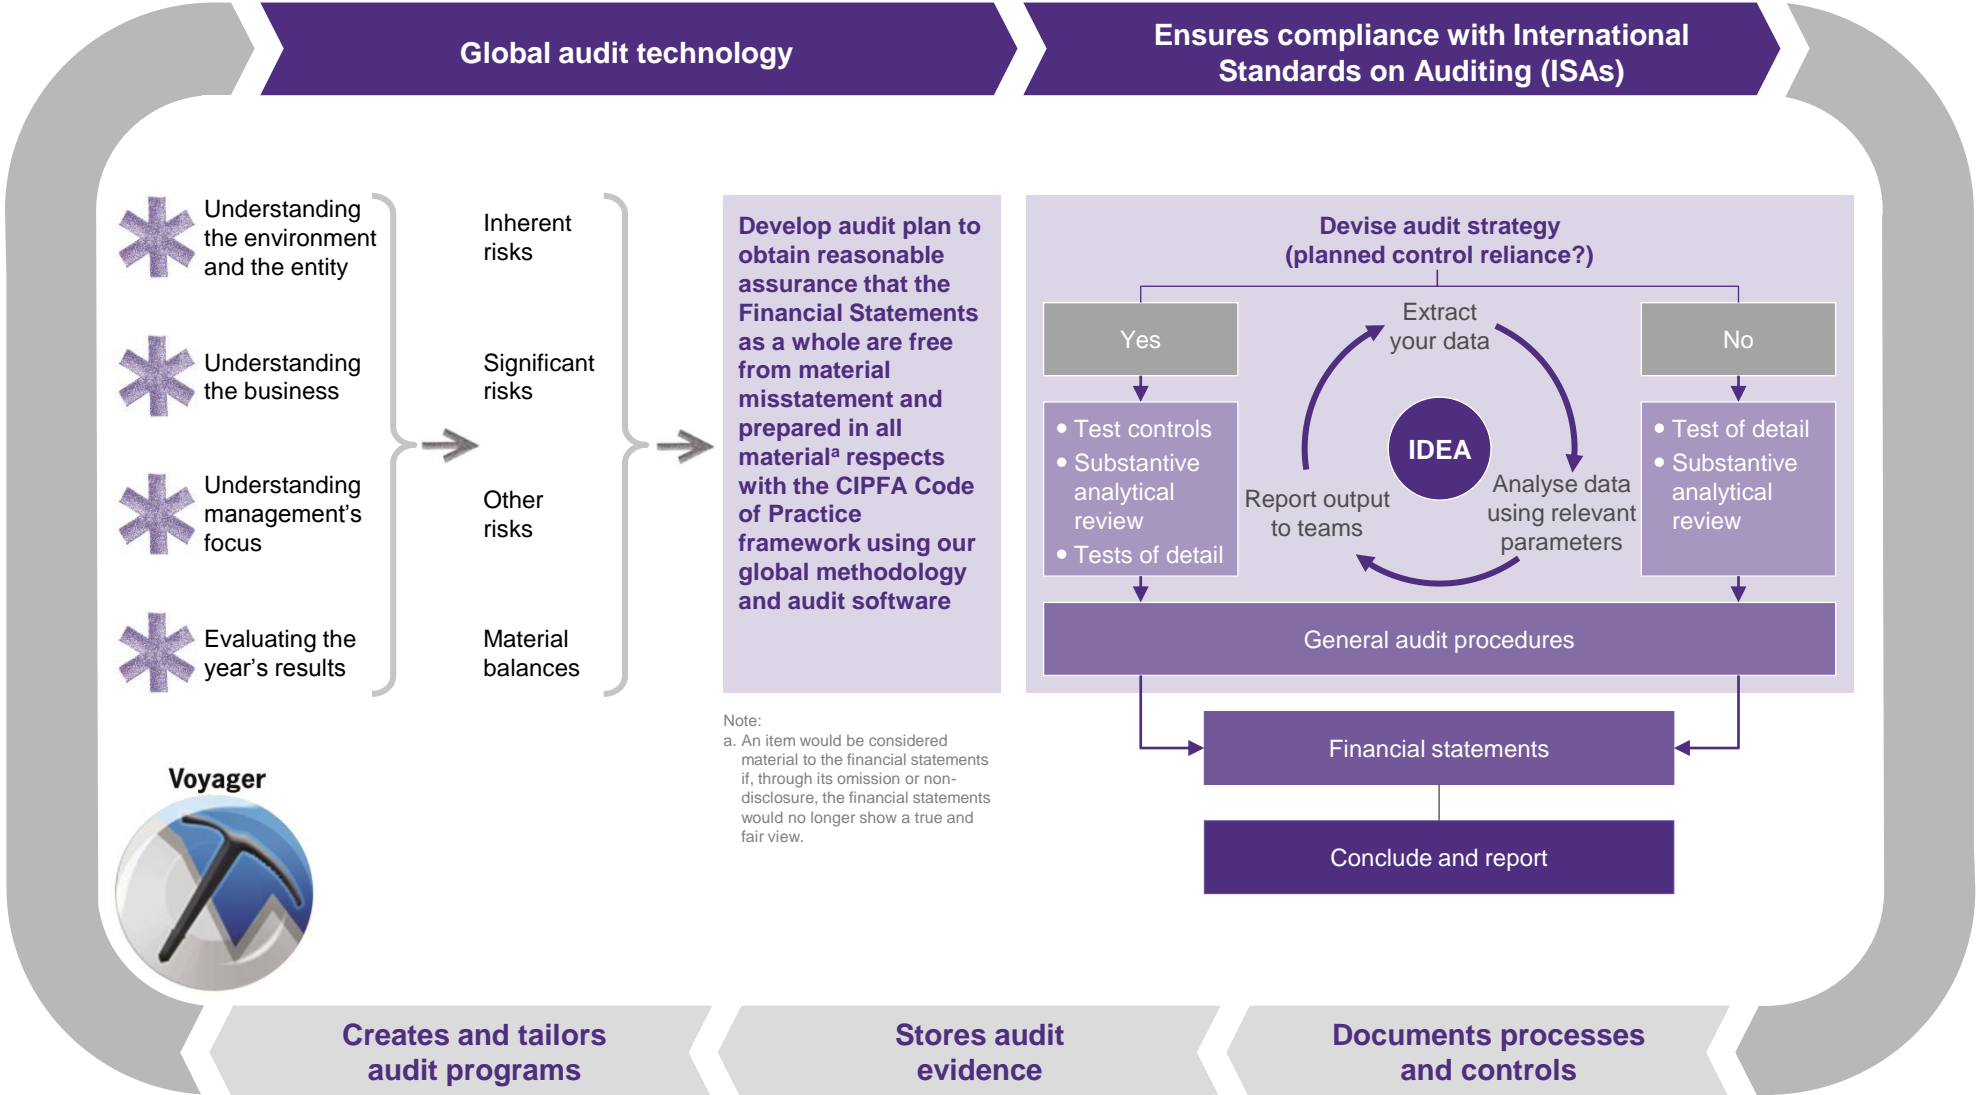 Global audit technology
Ensures compliance with International
Standards on Auditing (ISAs)
Understanding
the environment
and the entity
Understanding
the business
Understanding
management’s
focus
Evaluating the
year’s results
Inherent
risks
Significant
risks
Other
risks
Material
balances
Develop audit plan to
obtain reasonable
assurance that the
Financial Statements
as a whole are free
from material
misstatement and
prepared in all
materialᵃ respects
with the CIPFA Code
of Practice
framework using our
global methodology
and audit software
Note:
a. An item would be considered
material to the financial statements
if, through its omission or non-
disclosure, the financial statements
would no longer show a true and
fair view.
Devise audit strategy
(planned control reliance?)
Yes
• Test controls
• Substantive
analytical
review
• Tests of detail
Extract
your data
IDEA
Analyse data
using relevant
parameters
Report output
to teams
No
• Test of detail
• Substantive
analytical
review
General audit procedures
Financial statements
Conclude and report
Voyager
Creates and tailors
audit programs
Stores audit
evidence
Documents processes
and controls